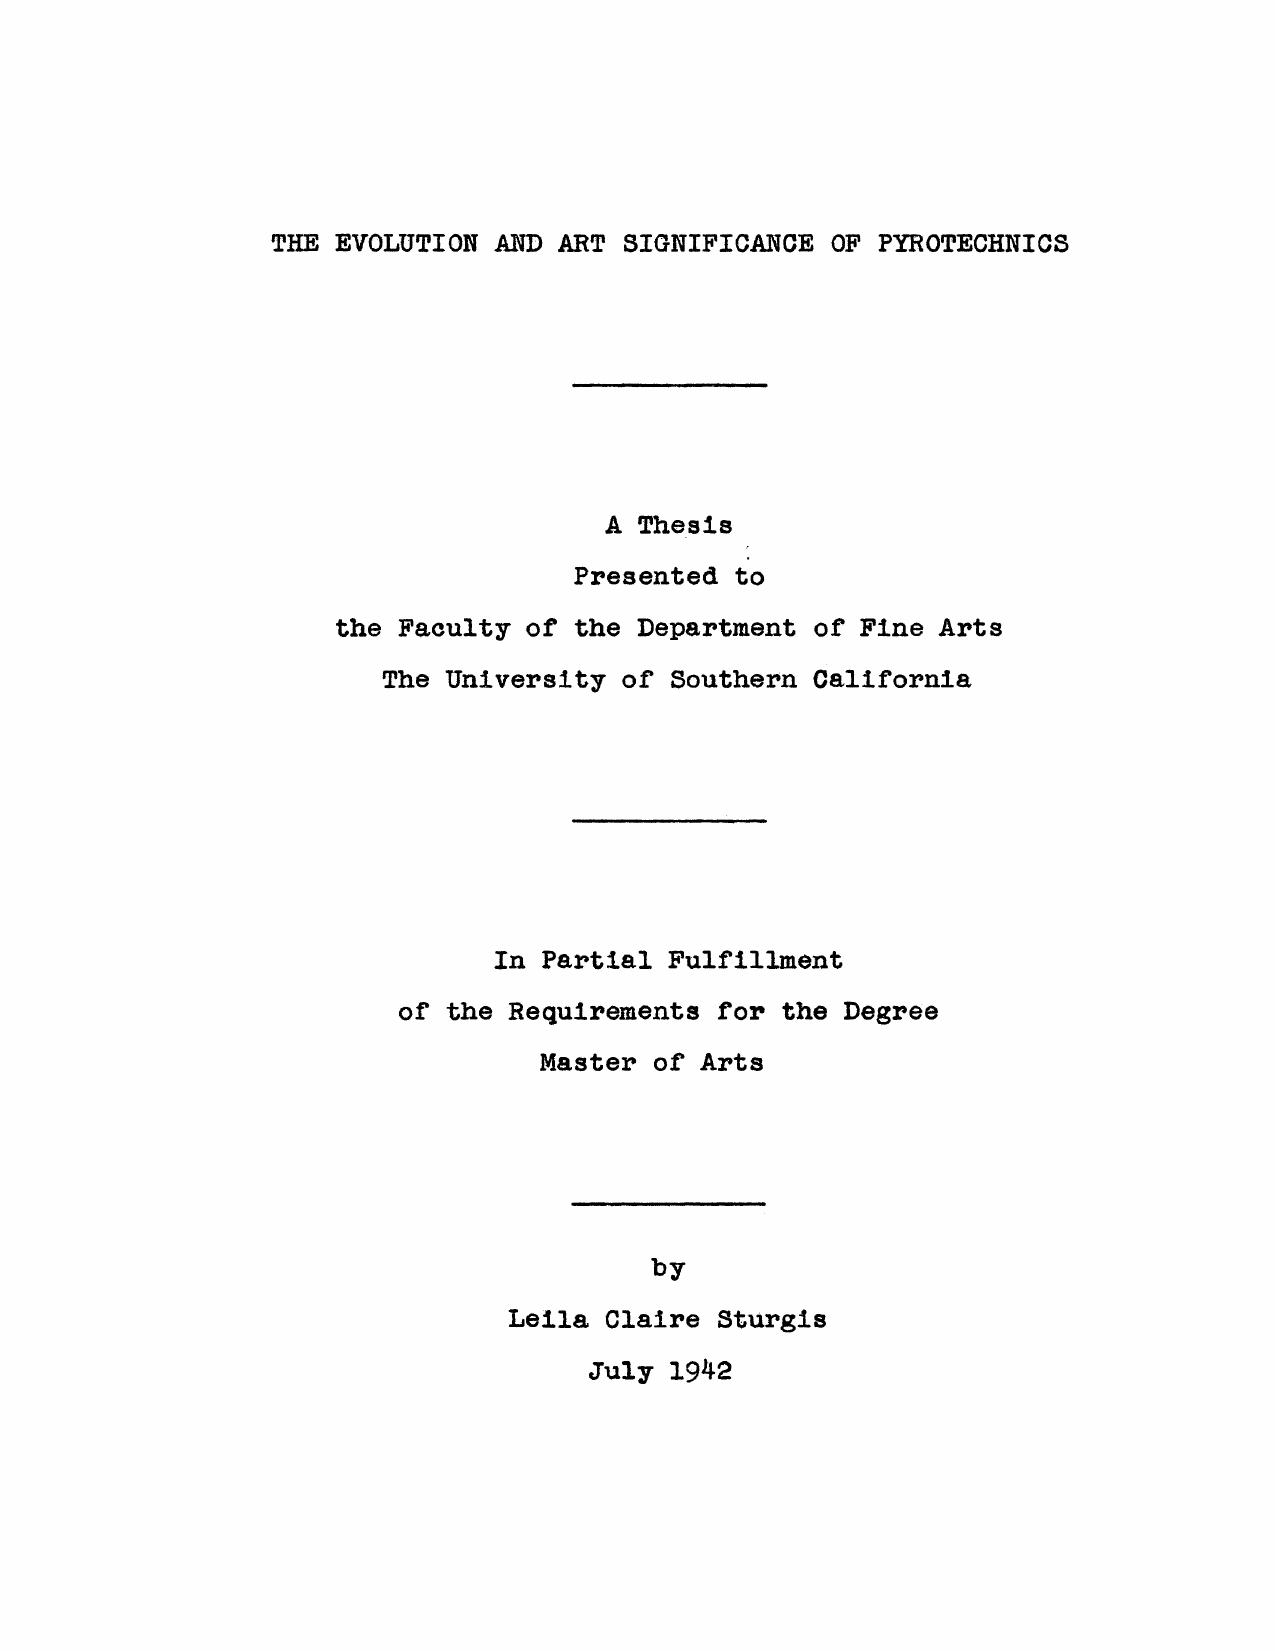 THE EVOLUTION AND ART SIGNIFICANCE OF PYROTECHNICS
A Thesis
Presented to
the Faculty of the Department of Fine Arts
The University of Southern California
In Partial Fulfillment
of the Requirements for the Degree
Master of Arts
by
Leila Claire Sturgis
July 1942